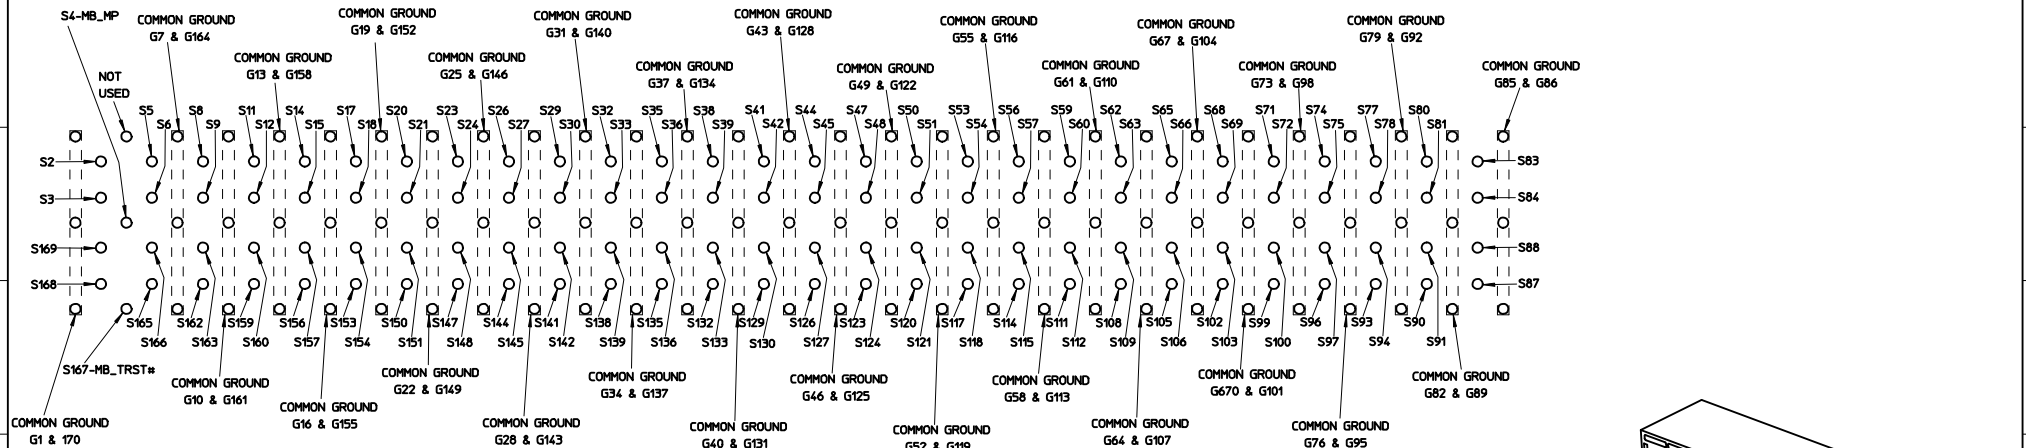 S4-MB_MP
COMMON GROUND
G7 & G164
COMMON GROUND
G19 & G152
COMMON GROUND
G31 & G140
COMMON GROUND
G43 & G128
COMMON GROUND
G55 & G116
COMMON GROUND
G67 & G104
COMMON GROUND
G79 & G92
NOT
USED
COMMON GROUND
G13 & G158
COMMON GROUND
G25 & G146
COMMON GROUND
G37 & G134
COMMON GROUND
G49 & G122
COMMON GROUND
G61 & G110
COMMON GROUND
G73 & G98
COMMON GROUND
G85 & G86
S5 S8 S11 S14 S17 S20 S23 S26 S29 S32 S35 S38 S41 S44 S47 S50 S53 S56 S59 S62 S65 S68 S71 S74 S77 S80
S6 S9 S12 S15 S18 S21 S24 S27 S30 S33 S36 S39 S42 S45 S48 S51 S54 S57 S60 S63 S66 S69 S72 S75 S78 S81
S2 S83
S3 S84
S169 S88
S168 S87
S165 S162 S159 S156 S153 S150 S147 S144 S141 S138 S135 S132 S129 S126 S123 S120 S117 S114 S111 S108 S105 S102 S99 S96 S93 S90
S166 S163 S160 S157 S154 S151 S148 S145 S142 S139 S136 S133 S130 S127 S124 S121 S118 S115 S112 S109 S106 S103 S100 S97 S94 S91
S167-MB_TRST#
COMMON GROUND
G10 & G161
COMMON GROUND
G22 & G149
COMMON GROUND
G34 & G137
COMMON GROUND
G46 & G125
COMMON GROUND
G58 & G113
COMMON GROUND
G670 & G101
COMMON GROUND
G82 & G89
COMMON GROUND
G1 & 170
COMMON GROUND
G16 & G155
COMMON GROUND
G28 & G143
COMMON GROUND
G40 & G131
COMMON GROUND
G52 & G119
COMMON GROUND
G64 & G107
COMMON GROUND
G76 & G95